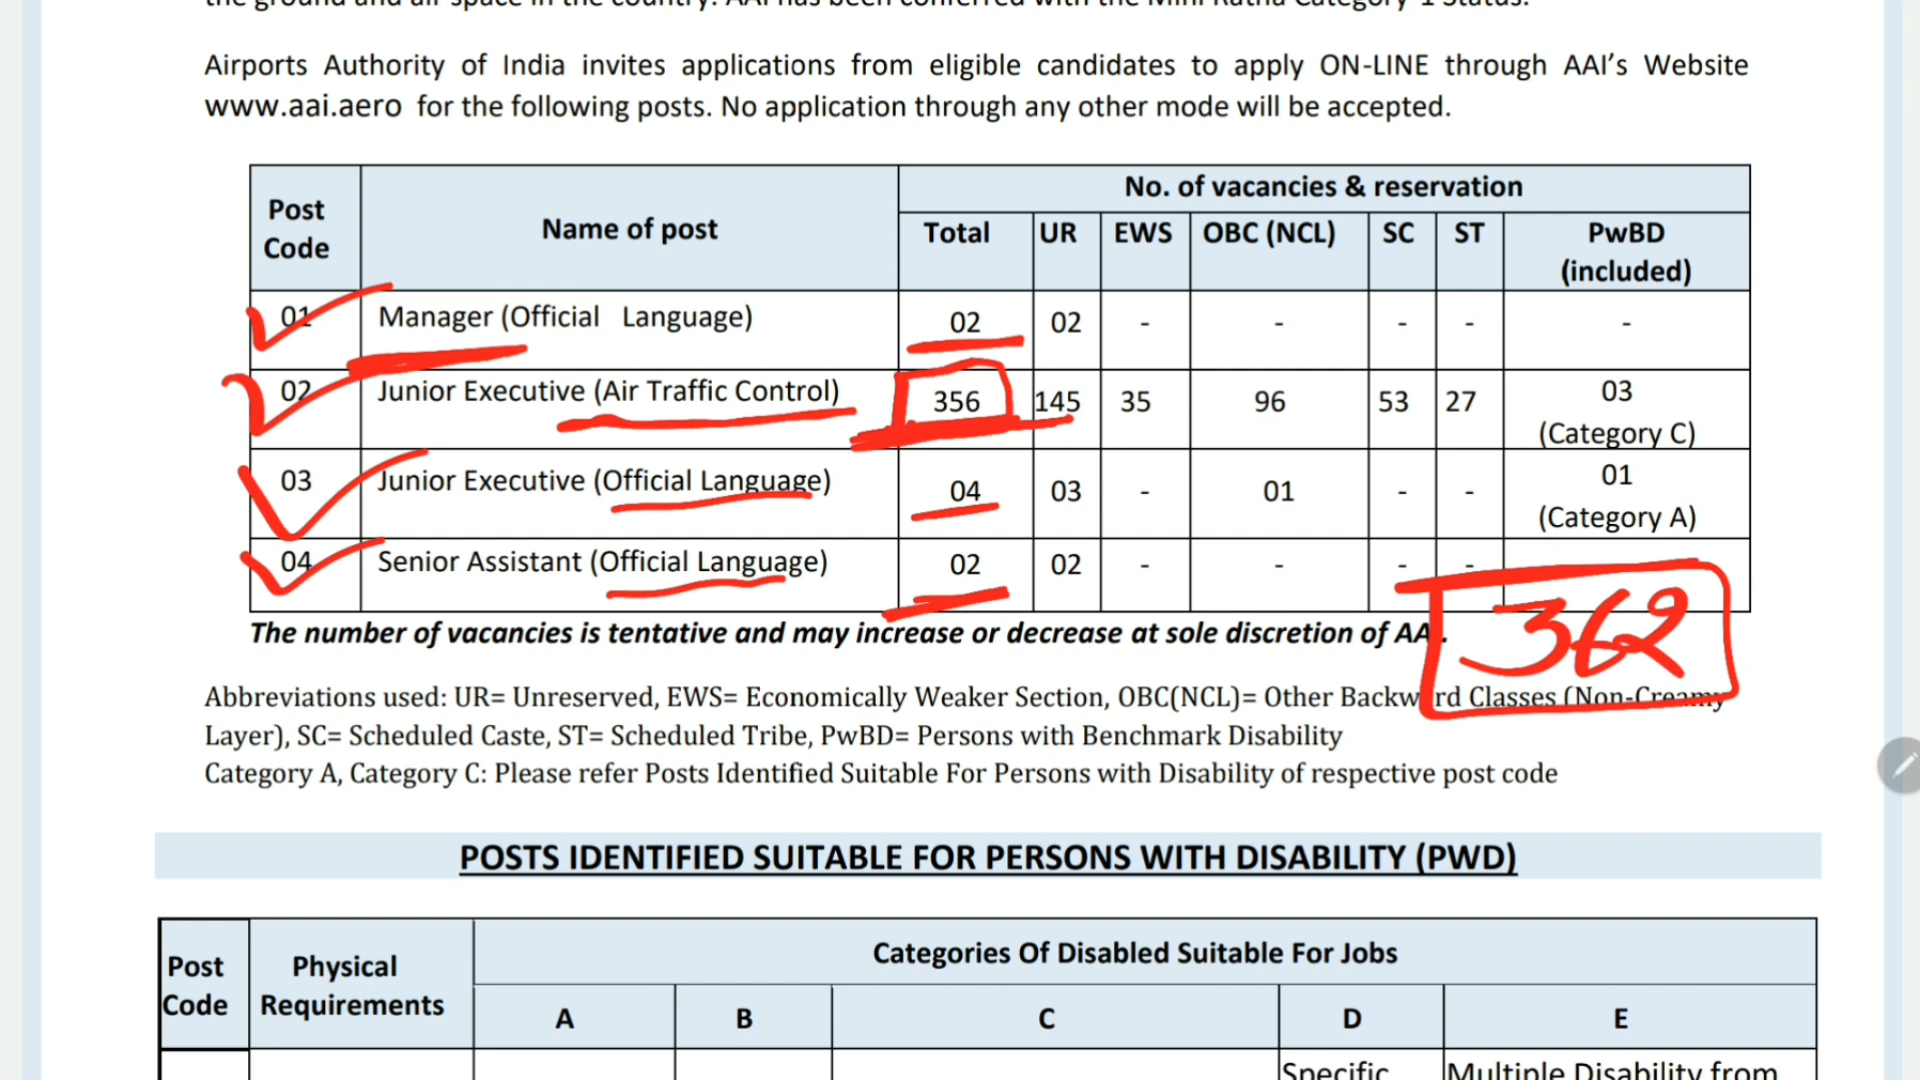 Airports Authority of India invites applications from eligible candidates to apply ON-LINE through AAI’s Website
www.aai.aero for the following posts. No application through any other mode will be accepted.
Post Code Name of post No. of vacancies & reservation
Total UR EWS OBC (NCL) SC ST PwBD (included)
01 Manager (Official Language) 02 02 - - - - -
02 Junior Executive (Air Traffic Control) 356 145 35 96 53 27 03 (Category C)
03 Junior Executive (Official Language) 04 03 - 01 - - 01 (Category A)
04 Senior Assistant (Official Language) 02 02 - - - -
362
The number of vacancies is tentative and may increase or decrease at sole discretion of AA .
Abbreviations used: UR= Unreserved, EWS= Economically Weaker Section, OBC(NCL)= Other Backward Classes (Non-Creamy
Layer), SC= Scheduled Caste, ST= Scheduled Tribe, PwBD= Persons with Benchmark Disability
Category A, Category C: Please refer Posts Identified Suitable For Persons with Disability of respective post code
POSTS IDENTIFIED SUITABLE FOR PERSONS WITH DISABILITY (PWD)
Post Code Physical Requirements Categories Of Disabled Suitable For Jobs
A B C D E
Specific Multiple Disability from